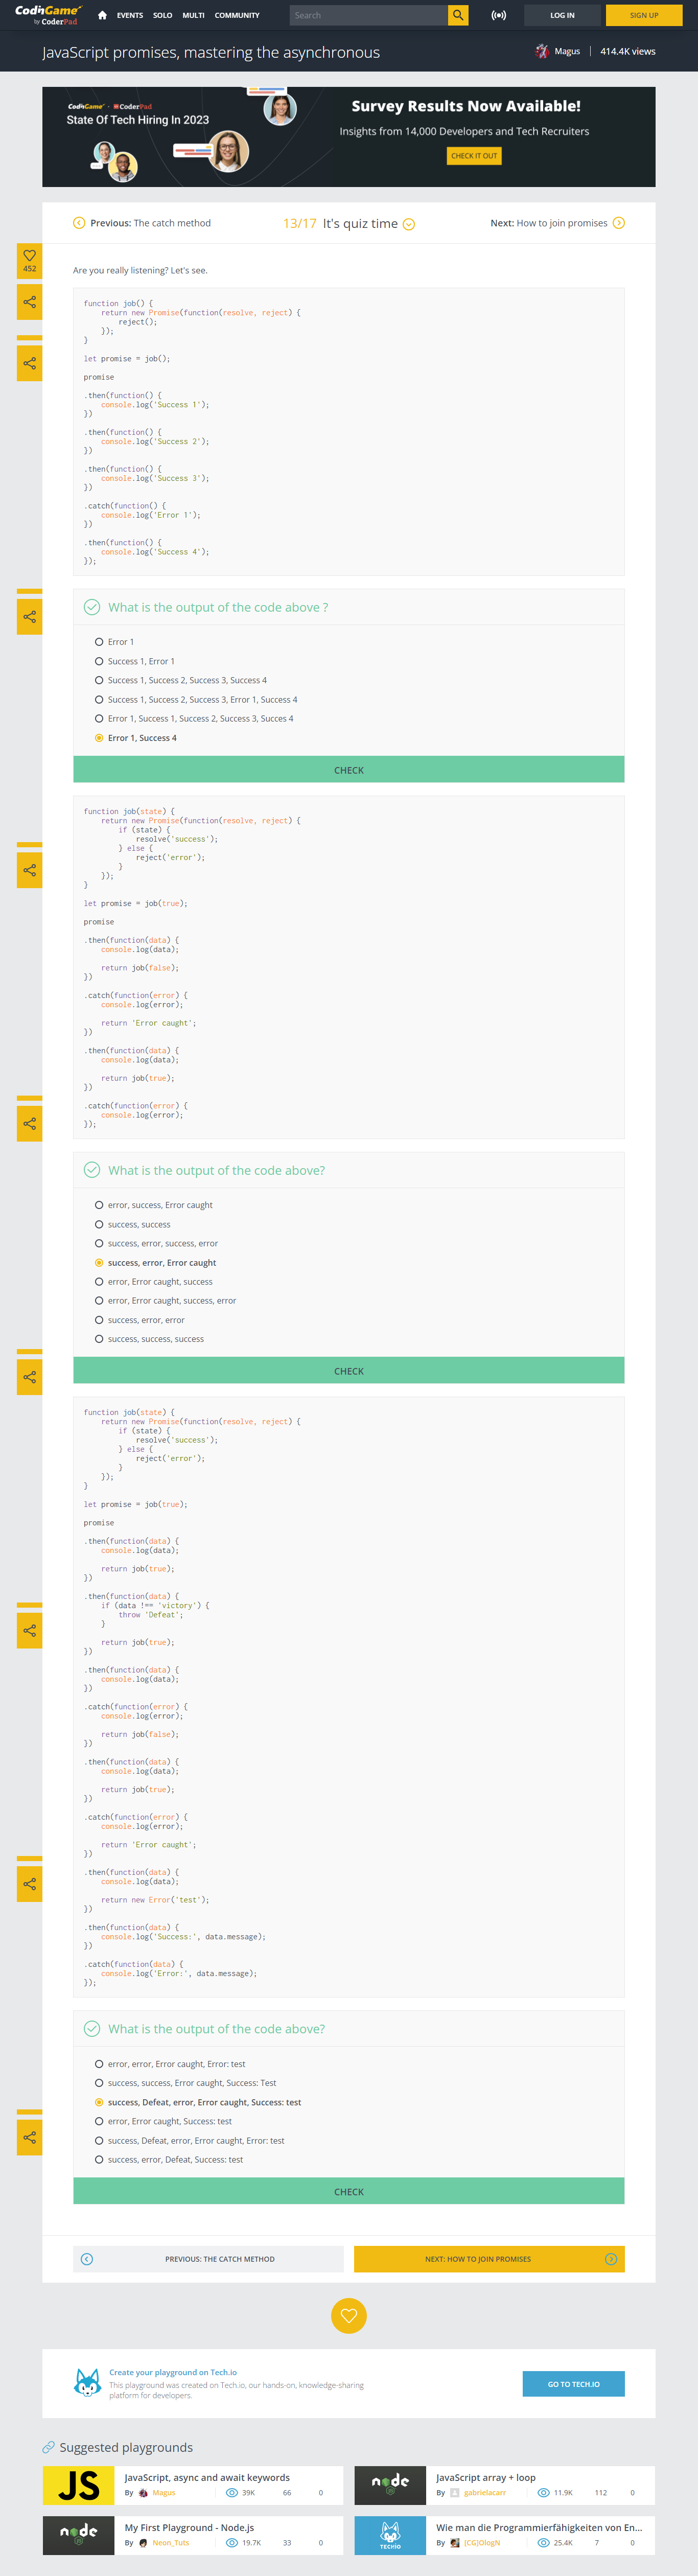 CodinGame
by CoderPad
EVENTS SOLO MULTI COMMUNITY
Search
LOG IN
SIGN UP
JavaScript promises, mastering the asynchronous
Magus
414.4K views
CodinGame · CoderPad
State Of Tech Hiring In 2023
Survey Results Now Available!
Insights from 14,000 Developers and Tech Recruiters
CHECK IT OUT
Previous: The catch method
13/17 It's quiz time
Next: How to join promises
452
Are you really listening? Let's see.
function job() {
    return new Promise(function(resolve, reject) {
        reject();
    });
}
let promise = job();
promise
.then(function() {
    console.log('Success 1');
})
.then(function() {
    console.log('Success 2');
})
.then(function() {
    console.log('Success 3');
})
.catch(function() {
    console.log('Error 1');
})
.then(function() {
    console.log('Success 4');
});
What is the output of the code above ?
Error 1
Success 1, Error 1
Success 1, Success 2, Success 3, Success 4
Success 1, Success 2, Success 3, Error 1, Success 4
Error 1, Success 1, Success 2, Success 3, Succes 4
Error 1, Success 4
CHECK
function job(state) {
    return new Promise(function(resolve, reject) {
        if (state) {
            resolve('success');
        } else {
            reject('error');
        }
    });
}
let promise = job(true);
promise
.then(function(data) {
    console.log(data);
    return job(false);
})
.catch(function(error) {
    console.log(error);
    return 'Error caught';
})
.then(function(data) {
    console.log(data);
    return job(true);
})
.catch(function(error) {
    console.log(error);
});
What is the output of the code above?
error, success, Error caught
success, success
success, error, success, error
success, error, Error caught
error, Error caught, success
error, Error caught, success, error
success, error, error
success, success, success
CHECK
function job(state) {
    return new Promise(function(resolve, reject) {
        if (state) {
            resolve('success');
        } else {
            reject('error');
        }
    });
}
let promise = job(true);
promise
.then(function(data) {
    console.log(data);
    return job(true);
})
.then(function(data) {
    if (data !== 'victory') {
        throw 'Defeat';
    }
    return job(true);
})
.then(function(data) {
    console.log(data);
})
.catch(function(error) {
    console.log(error);
    return job(false);
})
.then(function(data) {
    console.log(data);
    return job(true);
})
.catch(function(error) {
    console.log(error);
    return 'Error caught';
})
.then(function(data) {
    console.log(data);
    return new Error('test');
})
.then(function(data) {
    console.log('Success:', data.message);
})
.catch(function(data) {
    console.log('Error:', data.message);
});
What is the output of the code above?
error, error, Error caught, Error: test
success, success, Error caught, Success: Test
success, Defeat, error, Error caught, Success: test
error, Error caught, Success: test
success, Defeat, error, Error caught, Error: test
success, error, Defeat, Success: test
CHECK
PREVIOUS: THE CATCH METHOD
NEXT: HOW TO JOIN PROMISES
Create your playground on Tech.io
This playground was created on Tech.io, our hands-on, knowledge-sharing
platform for developers.
GO TO TECH.IO
Suggested playgrounds
JS
JavaScript, async and await keywords
By Magus 39K 66 0
node
JavaScript array + loop
By gabrielacarr 11.9K 112 0
node
My First Playground - Node.js
By Neon_Tuts 19.7K 33 0
TECHIO
Wie man die Programmierfähigkeiten von En...
By [CG]OlogN 25.4K 7 0